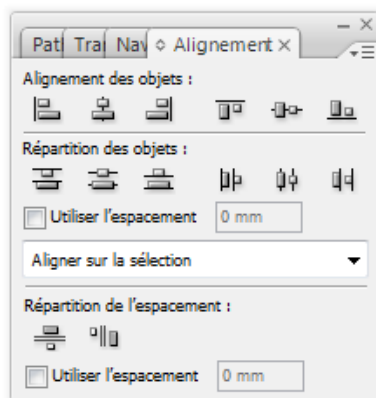 Path Tra Nav Alignement
Alignement des objets :
Répartition des objets :
Utiliser l'espacement 0 mm
Aligner sur la sélection
Répartition de l'espacement :
Utiliser l'espacement 0 mm